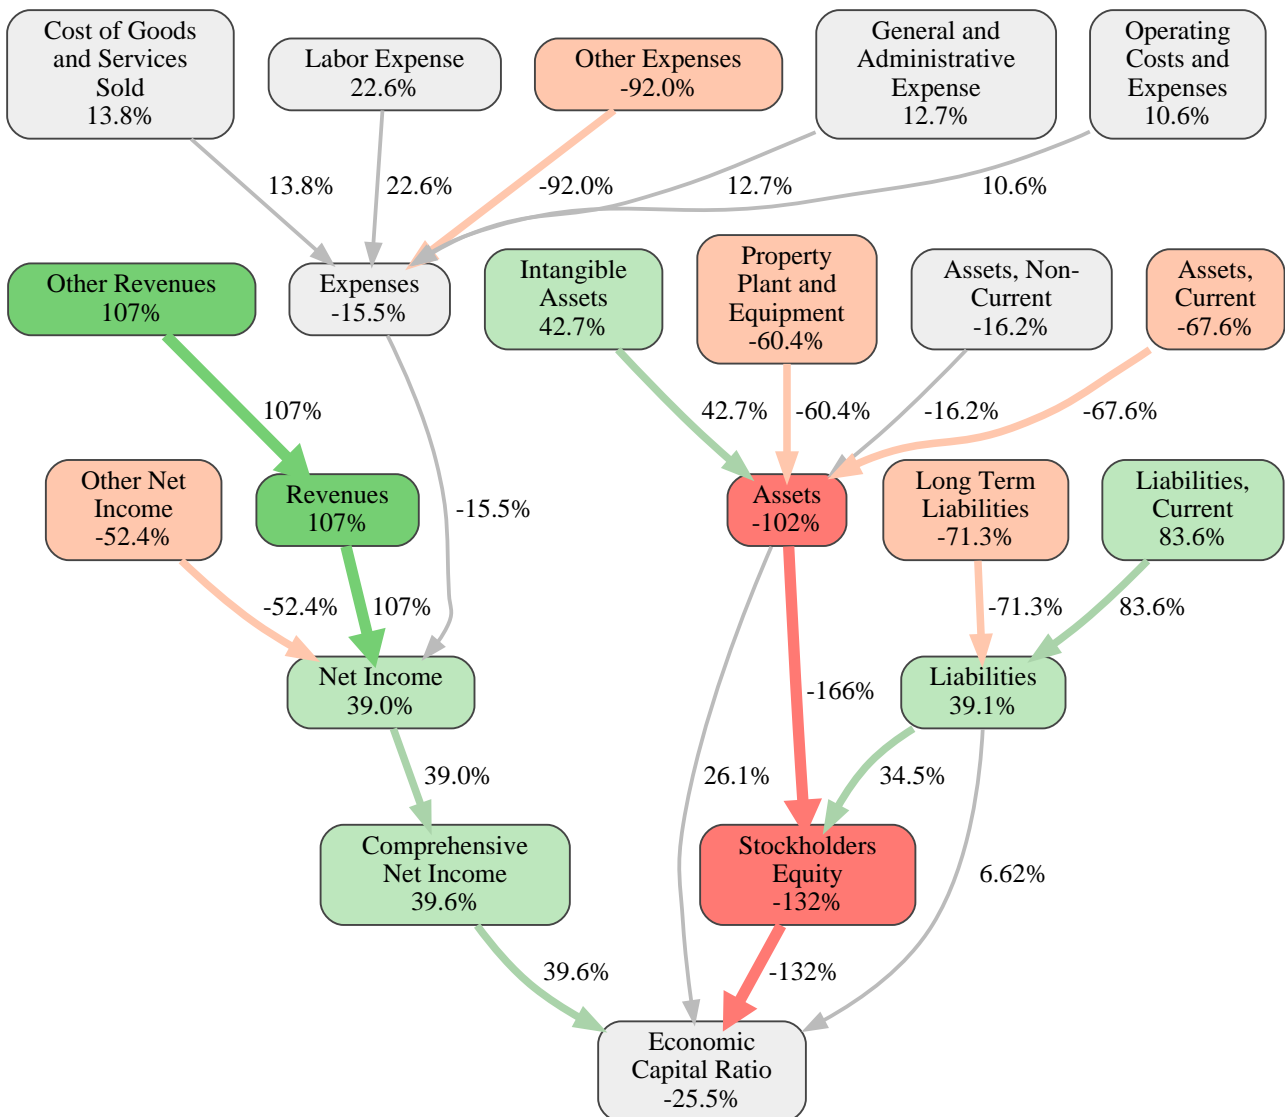 Cost of Goods
and Services
Sold
13.8%
Labor Expense
22.6%
Other Expenses
-92.0%
General and
Administrative
Expense
12.7%
Operating
Costs and
Expenses
10.6%
13.8%
22.6%
-92.0%
12.7%
10.6%
Other Revenues
107%
Expenses
-15.5%
Intangible
Assets
42.7%
Property
Plant and
Equipment
-60.4%
Assets, Non-
Current
-16.2%
Assets,
Current
-67.6%
107%
42.7%
-60.4%
-16.2%
-67.6%
Other Net
Income
-52.4%
Revenues
107%
-15.5%
Assets
-102%
Long Term
Liabilities
-71.3%
Liabilities,
Current
83.6%
-52.4%
107%
-71.3%
83.6%
Net Income
39.0%
-166%
Liabilities
39.1%
39.0%
26.1%
34.5%
Comprehensive
Net Income
39.6%
Stockholders
Equity
-132%
6.62%
39.6%
-132%
Economic
Capital Ratio
-25.5%